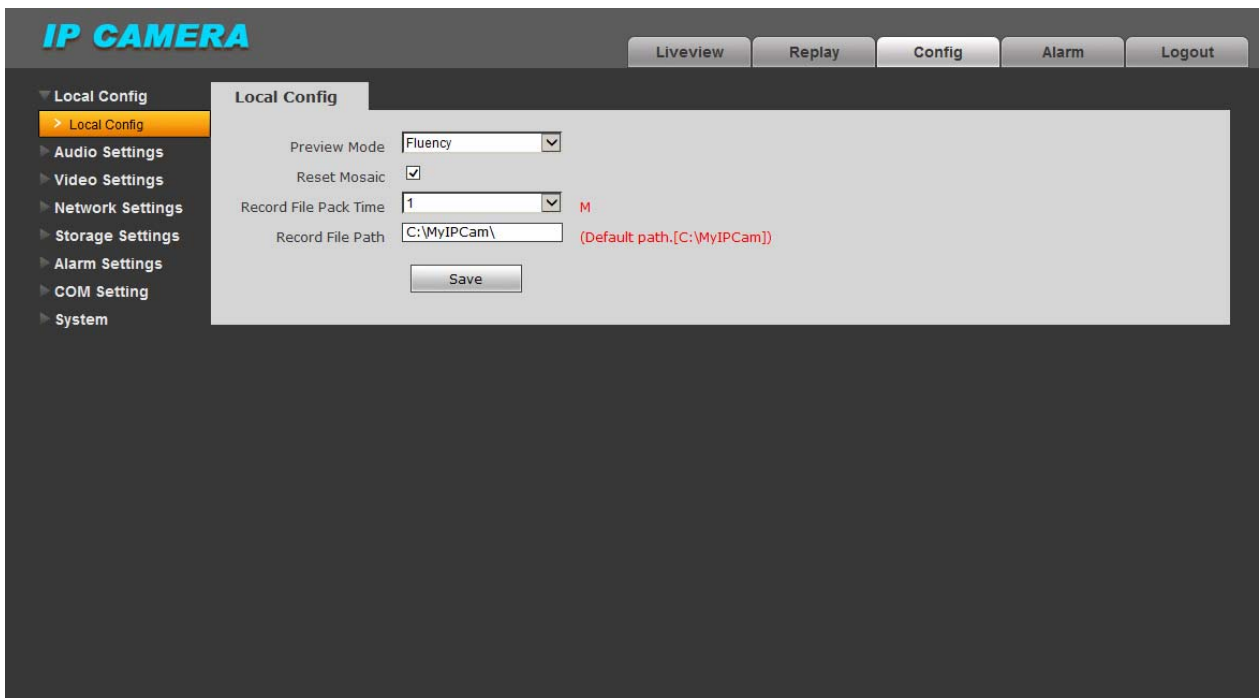 IP CAMERA
Liveview Replay Config Alarm Logout
Local Config
> Local Config
Audio Settings
Video Settings
Network Settings
Storage Settings
Alarm Settings
COM Setting
System
Local Config
Preview Mode Fluency
Reset Mosaic
Record File Pack Time 1 M
Record File Path C:\MyIPCam\ (Default path.[C:\MyIPCam])
Save